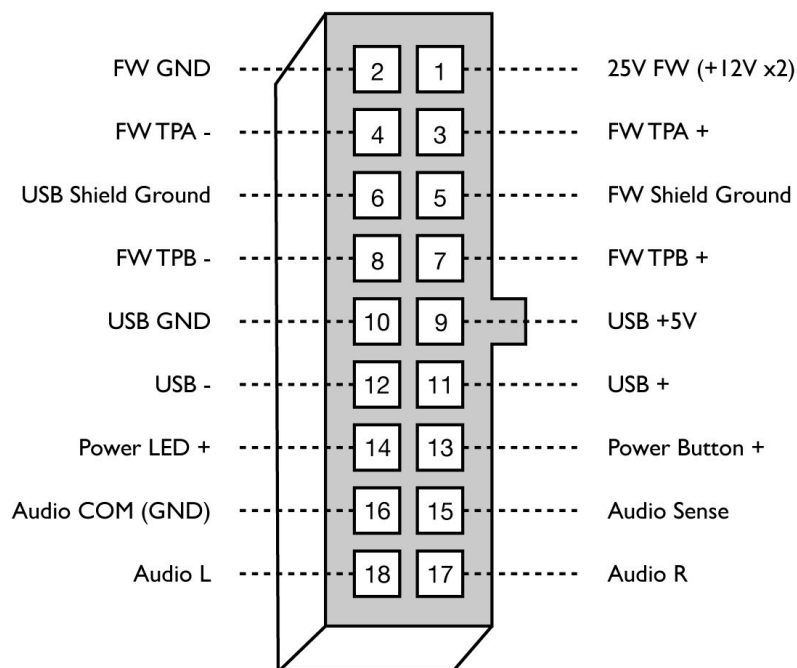 FW GND 2 1 25V FW (+12V x2)
FW TPA - 4 3 FW TPA +
USB Shield Ground 6 5 FW Shield Ground
FW TPB - 8 7 FW TPB +
USB GND 10 9 USB +5V
USB - 12 11 USB +
Power LED + 14 13 Power Button +
Audio COM (GND) 16 15 Audio Sense
Audio L 18 17 Audio R